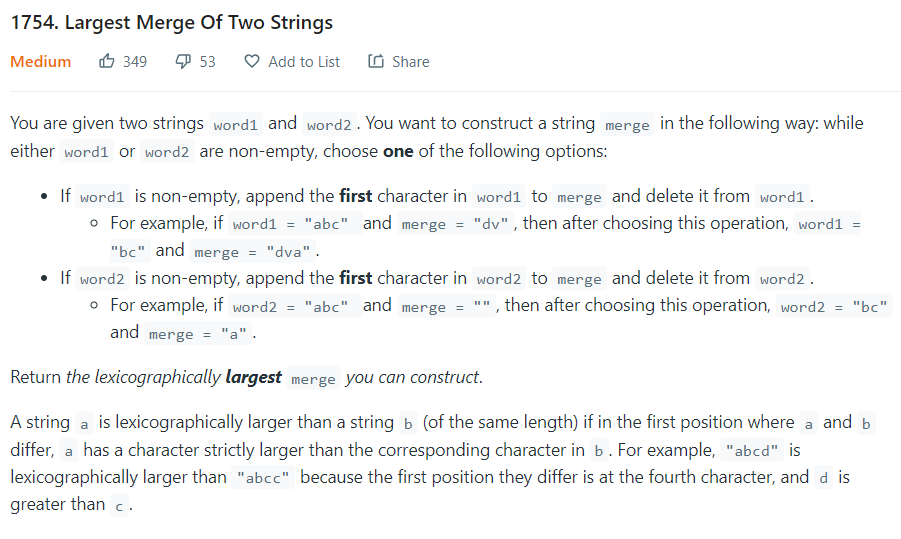 1754. Largest Merge Of Two Strings
Medium 349 53 Add to List Share
You are given two strings word1 and word2 . You want to construct a string merge in the following way: while
either word1 or word2 are non-empty, choose one of the following options:
• If word1 is non-empty, append the first character in word1 to merge and delete it from word1 .
◦ For example, if word1 = "abc" and merge = "dv" , then after choosing this operation, word1 =
"bc" and merge = "dva" .
• If word2 is non-empty, append the first character in word2 to merge and delete it from word2 .
◦ For example, if word2 = "abc" and merge = "" , then after choosing this operation, word2 = "bc"
and merge = "a" .
Return the lexicographically largest merge you can construct.
A string a is lexicographically larger than a string b (of the same length) if in the first position where a and b
differ, a has a character strictly larger than the corresponding character in b . For example, "abcd" is
lexicographically larger than "abcc" because the first position they differ is at the fourth character, and d is
greater than c .